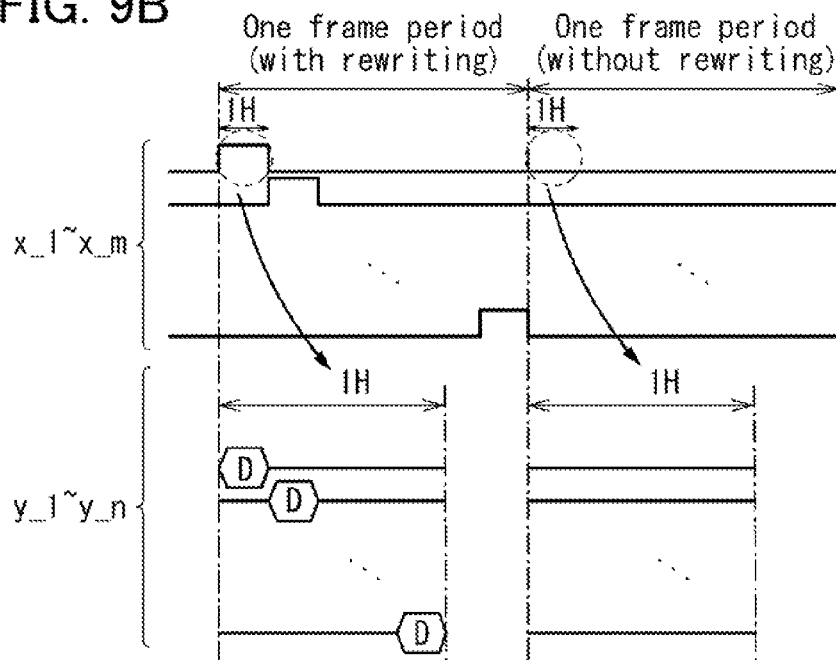 FIG. 9B
One frame period
(with rewriting)
One frame period
(without rewriting)
1H
1H
x_1~x_m
1H
1H
D
D
y_1~y_n
D